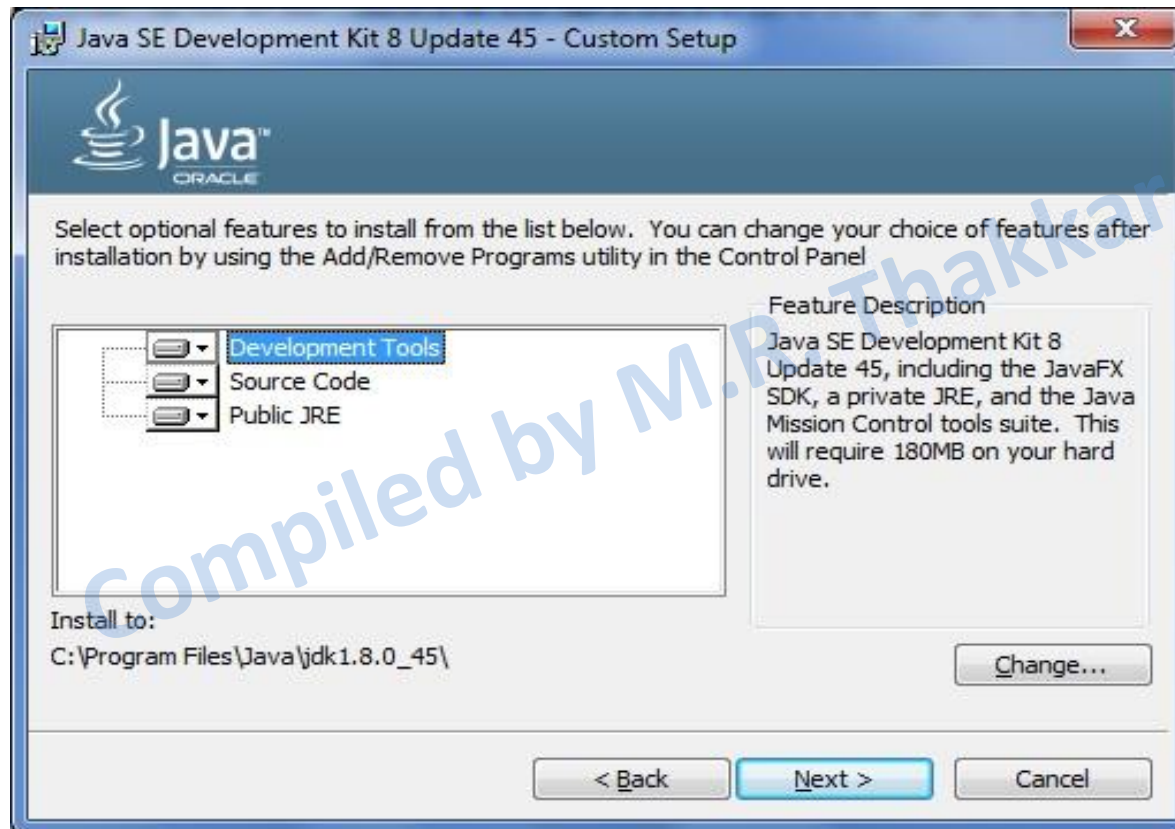 Java SE Development Kit 8 Update 45 - Custom Setup
Java™
ORACLE
Select optional features to install from the list below.  You can change your choice of features after
installation by using the Add/Remove Programs utility in the Control Panel
Development Tools
Source Code
Public JRE
Feature Description
Java SE Development Kit 8
Update 45, including the JavaFX
SDK, a private JRE, and the Java
Mission Control tools suite.  This
will require 180MB on your hard
drive.
Compiled by M.R. Thakkar
Install to:
C:\Program Files\Java\jdk1.8.0_45\
Change...
< Back
Next >
Cancel